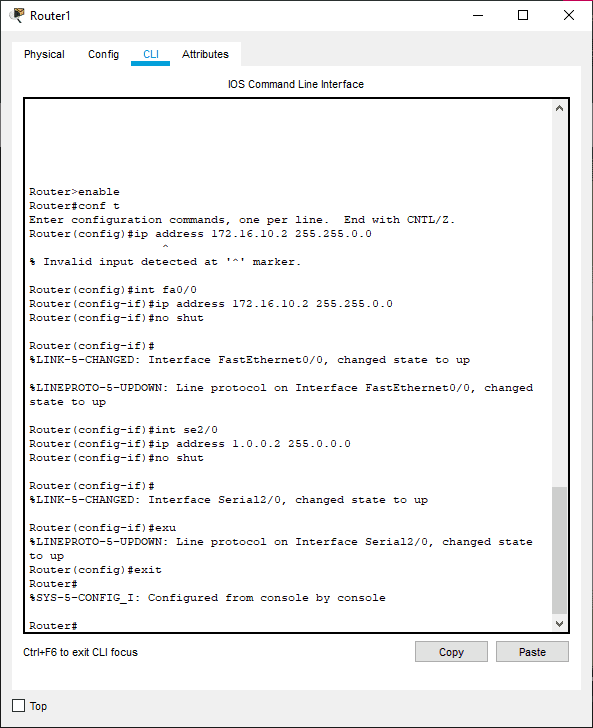 Router1
Physical Config CLI Attributes
IOS Command Line Interface
Router>enable
Router#conf t
Enter configuration commands, one per line.  End with CNTL/Z.
Router(config)#ip address 172.16.10.2 255.255.0.0
^
% Invalid input detected at '^' marker.
Router(config)#int fa0/0
Router(config-if)#ip address 172.16.10.2 255.255.0.0
Router(config-if)#no shut
Router(config-if)#
%LINK-5-CHANGED: Interface FastEthernet0/0, changed state to up
%LINEPROTO-5-UPDOWN: Line protocol on Interface FastEthernet0/0, changed
state to up
Router(config-if)#int se2/0
Router(config-if)#ip address 1.0.0.2 255.0.0.0
Router(config-if)#no shut
Router(config-if)#
%LINK-5-CHANGED: Interface Serial2/0, changed state to up
Router(config-if)#exu
%LINEPROTO-5-UPDOWN: Line protocol on Interface Serial2/0, changed state
to up
Router(config)#exit
Router#
%SYS-5-CONFIG_I: Configured from console by console
Router#
Ctrl+F6 to exit CLI focus
Copy Paste
Top